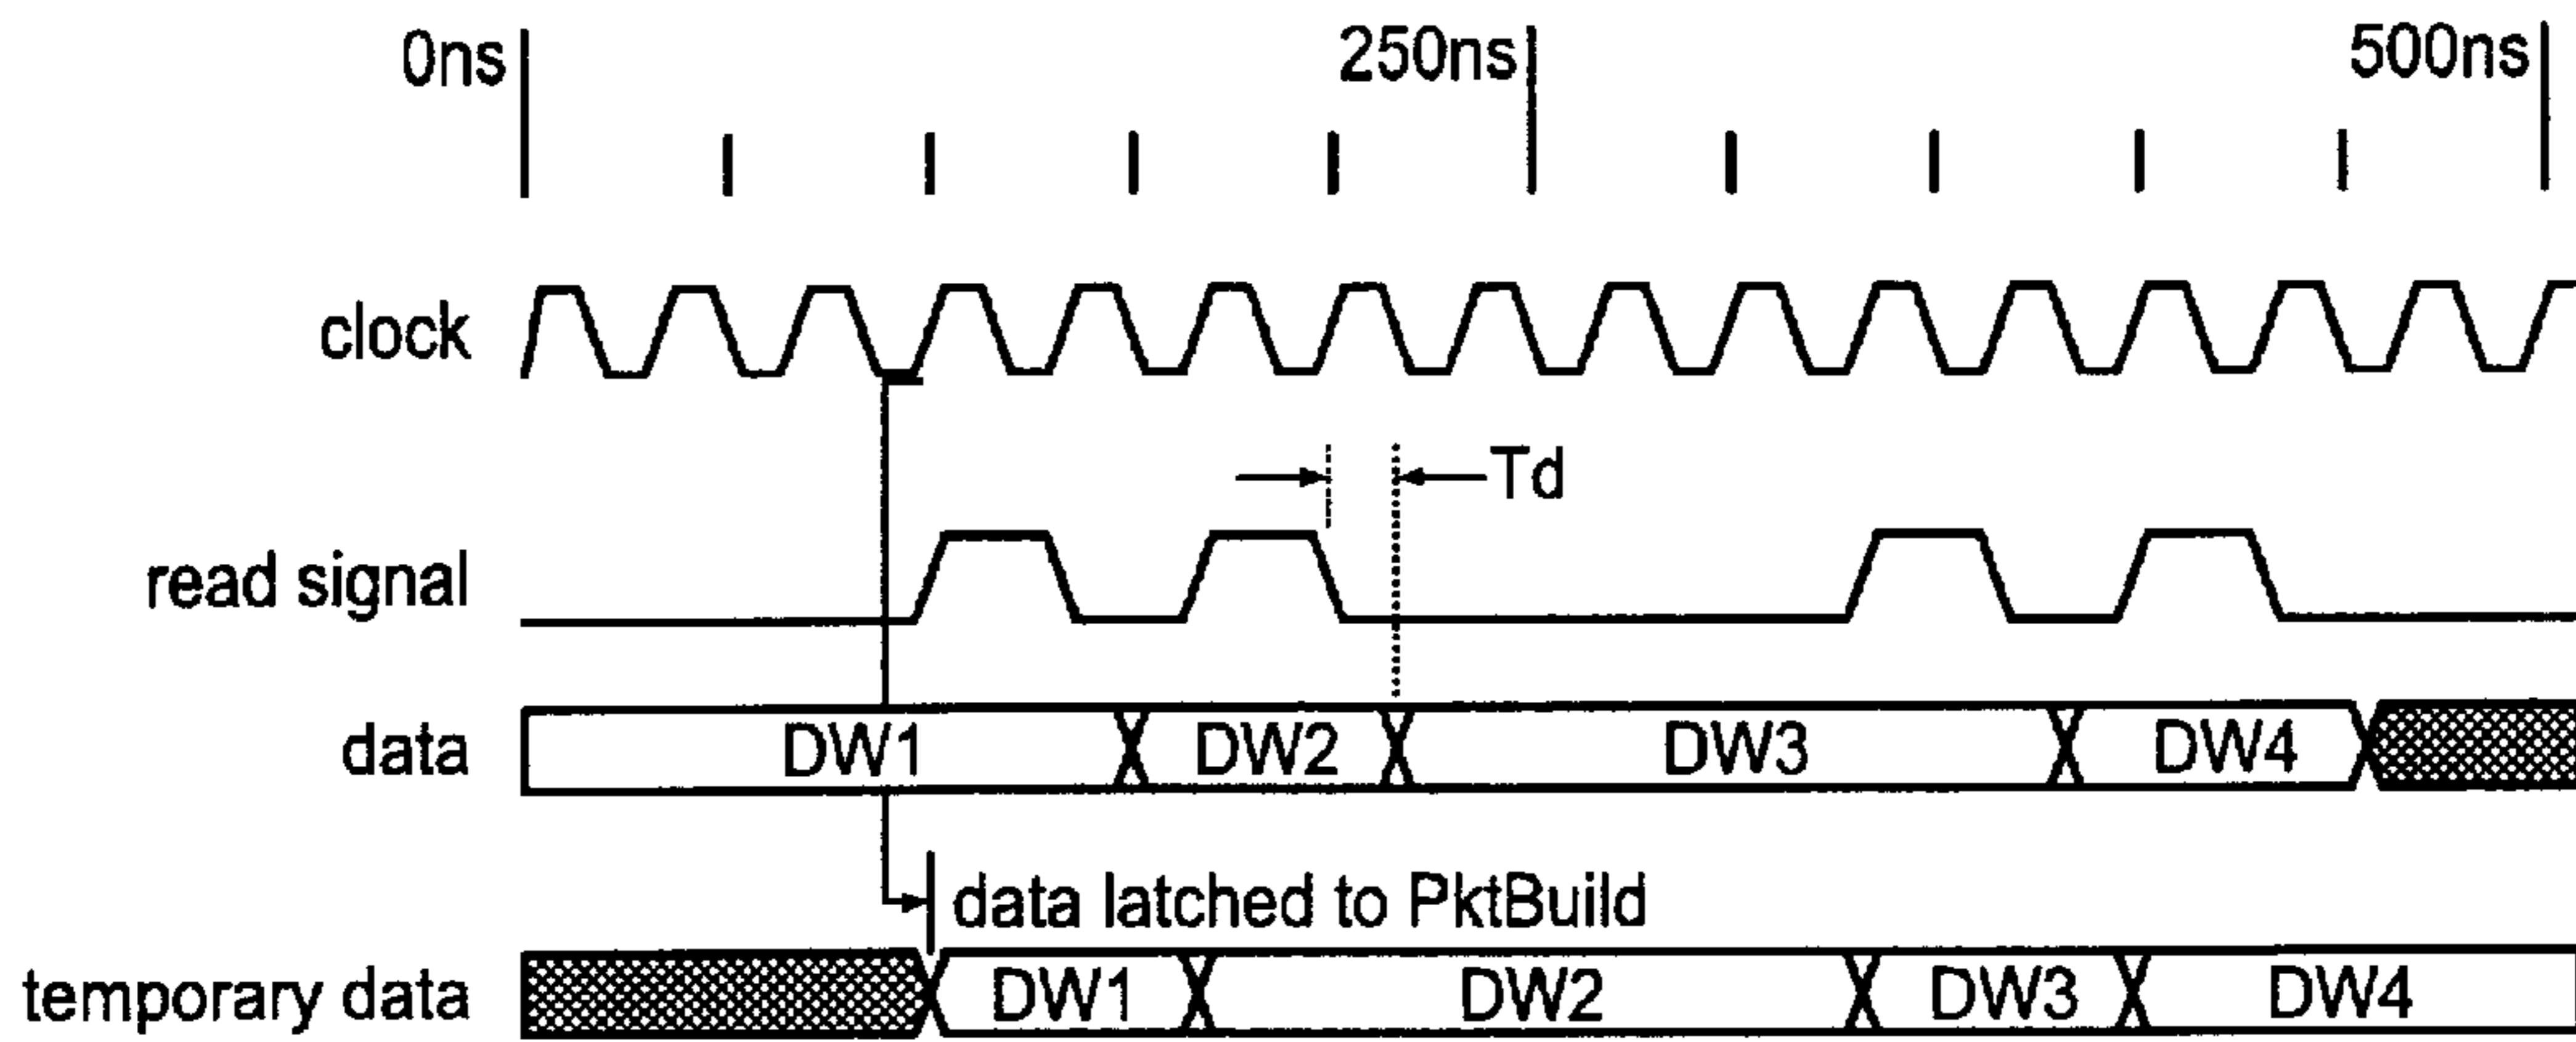 0ns 250ns 500ns
clock
Td
read signal
data DW1 DW2 DW3 DW4
data latched to PktBuild
temporary data DW1 DW2 DW3 DW4